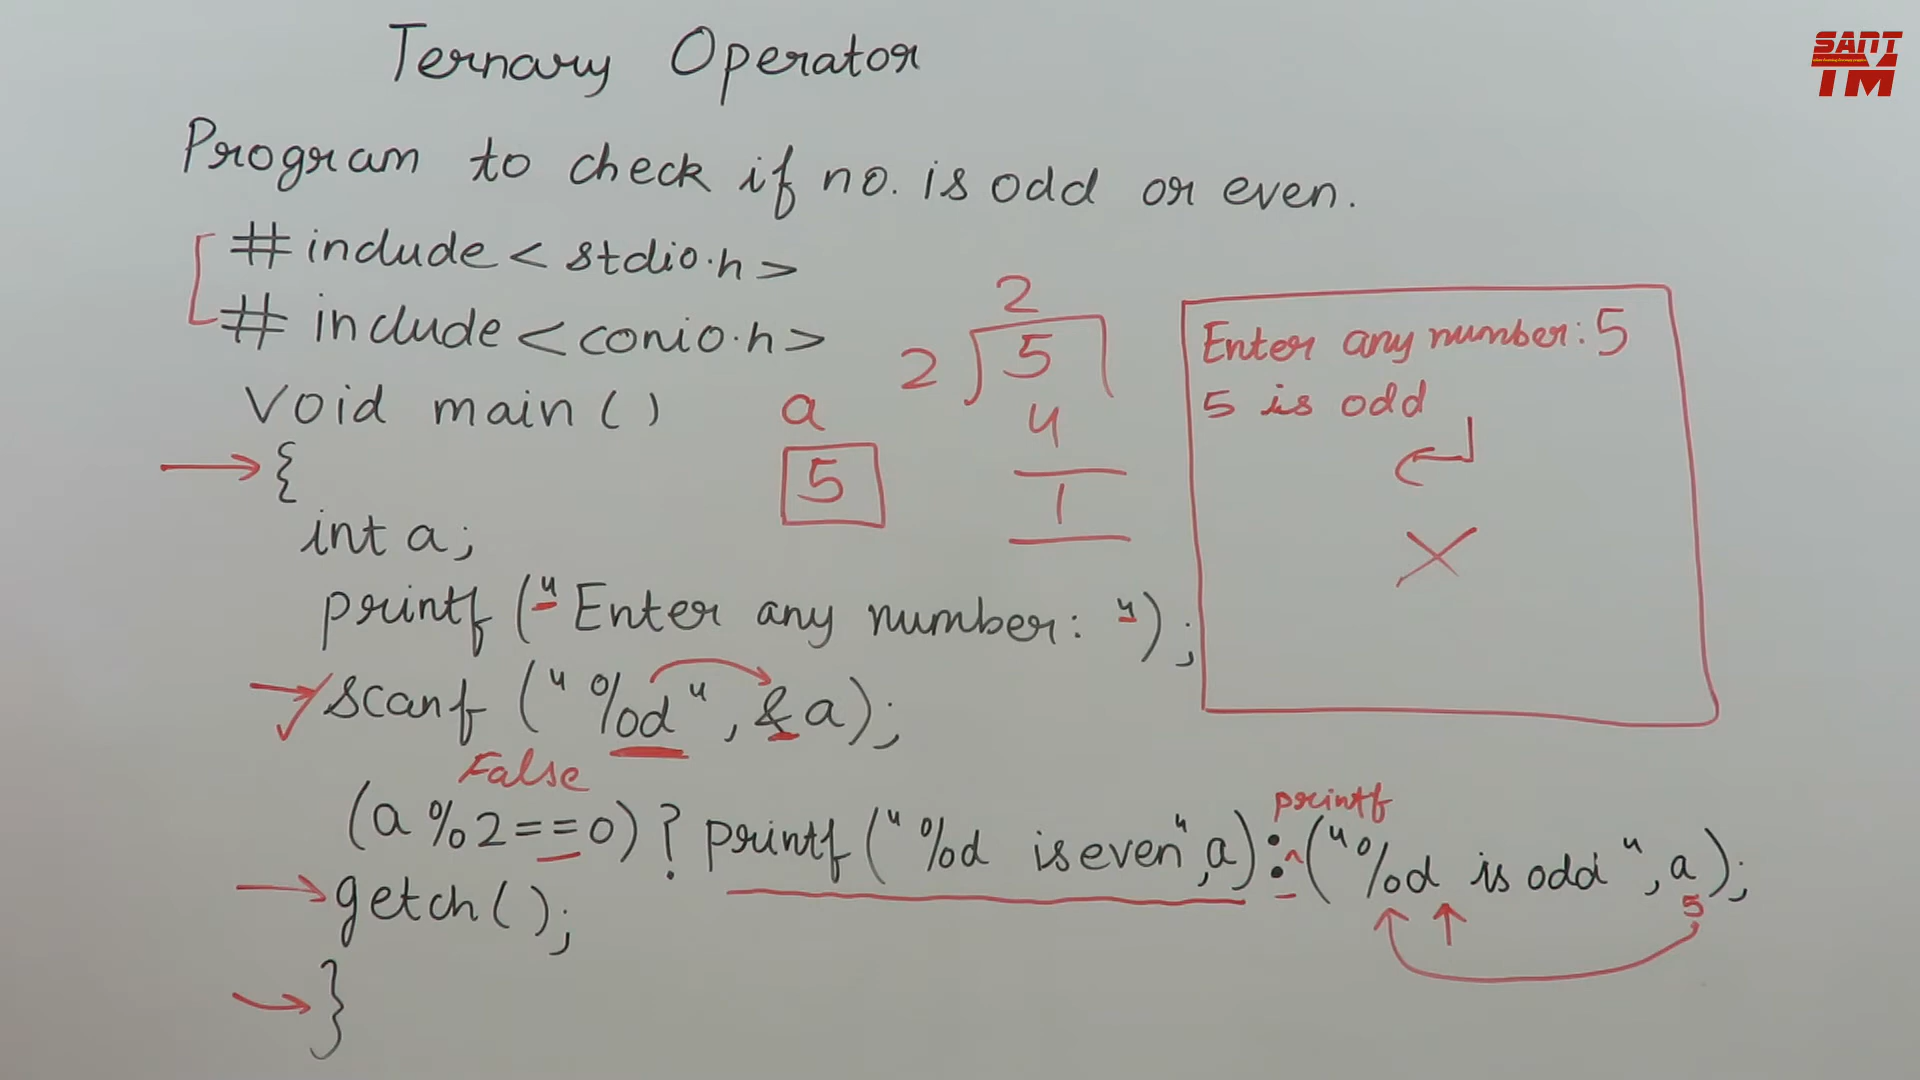 Ternary Operator
SANT
TM
Program to check if no. is odd or even.
# include < stdio.h >
# include < conio.h >
void main ( )
{
int a;
printf ("Enter any number: ");
scanf ("%d", &a);
False
(a % 2 == 0) ? printf ("%d is even", a) : printf ("%d is odd", a);
5
getch ( );
}
a
5
2
2 5
4
1
Enter any number: 5
5 is odd